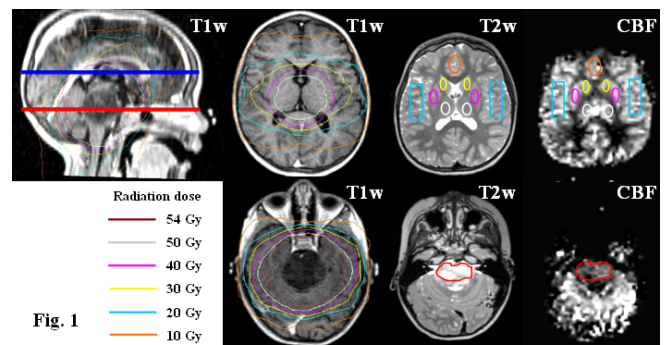 T1w
T1w
T2w
CBF
T1w
T2w
CBF
Radiation dose
54 Gy
50 Gy
40 Gy
30 Gy
20 Gy
10 Gy
Fig. 1